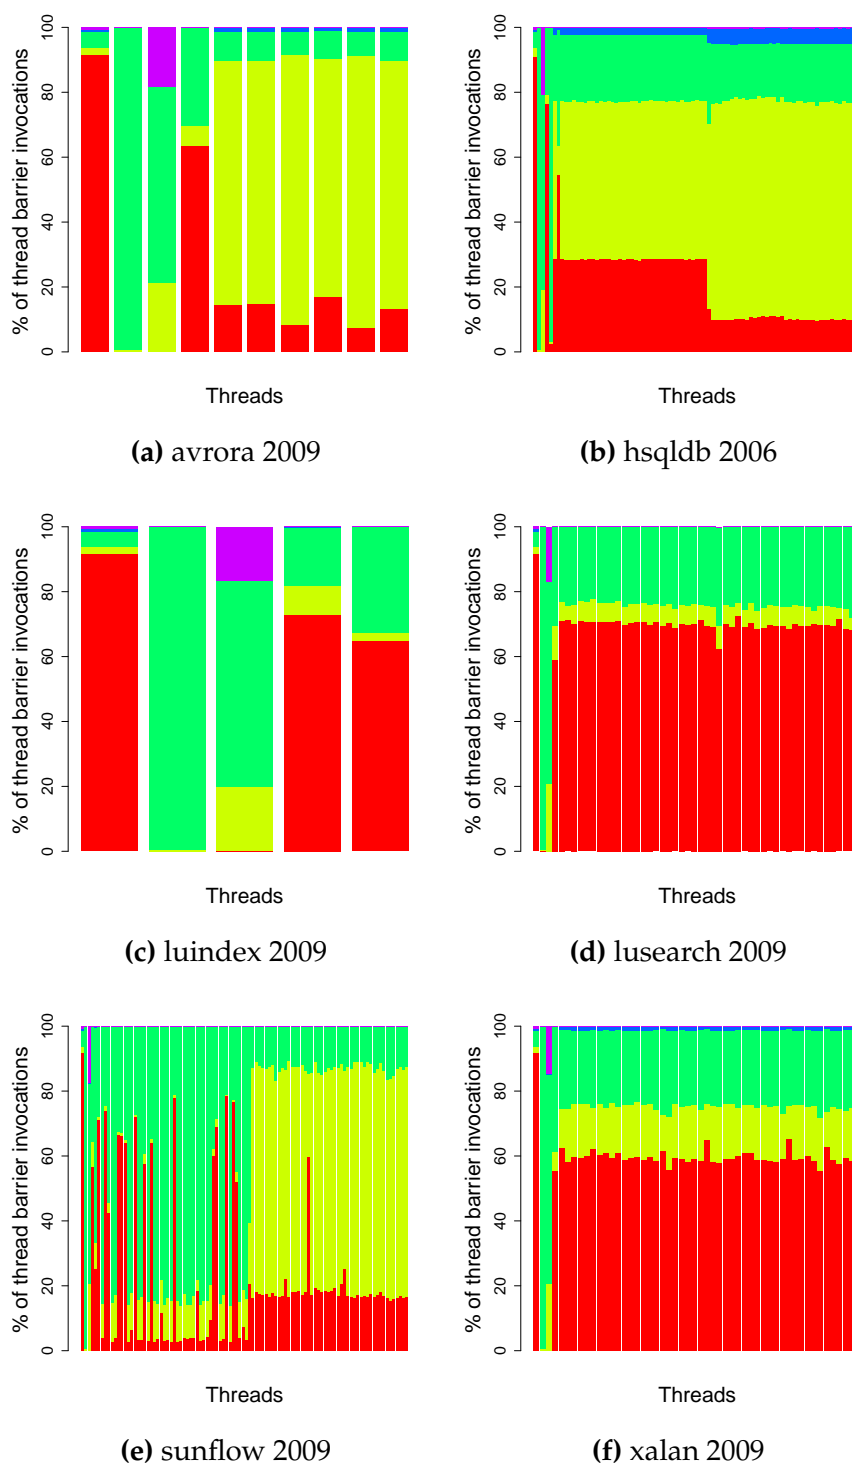 % of thread barrier invocations
0 20 40 60 80 100
Threads
(a) avrora 2009
% of thread barrier invocations
0 20 40 60 80 100
Threads
(b) hsqldb 2006
% of thread barrier invocations
0 20 40 60 80 100
Threads
(c) luindex 2009
% of thread barrier invocations
0 20 40 60 80 100
Threads
(d) lusearch 2009
% of thread barrier invocations
0 20 40 60 80 100
Threads
(e) sunflow 2009
% of thread barrier invocations
0 20 40 60 80 100
Threads
(f) xalan 2009